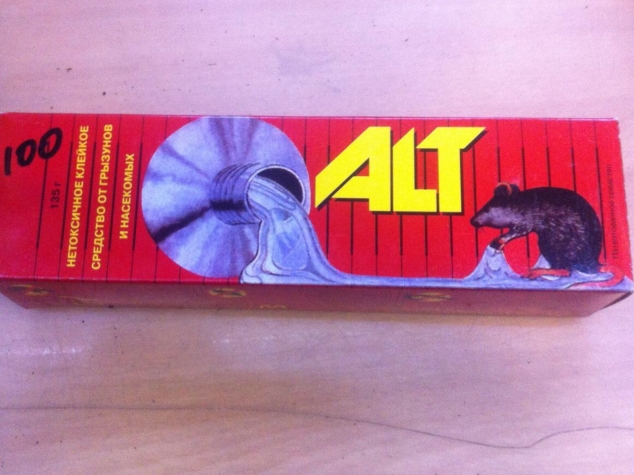 100
135 г
НЕТОКСИЧНОЕ КЛЕЙКОЕ
СРЕДСТВО ОТ ГРЫЗУНОВ
И НАСЕКОМЫХ
ALT